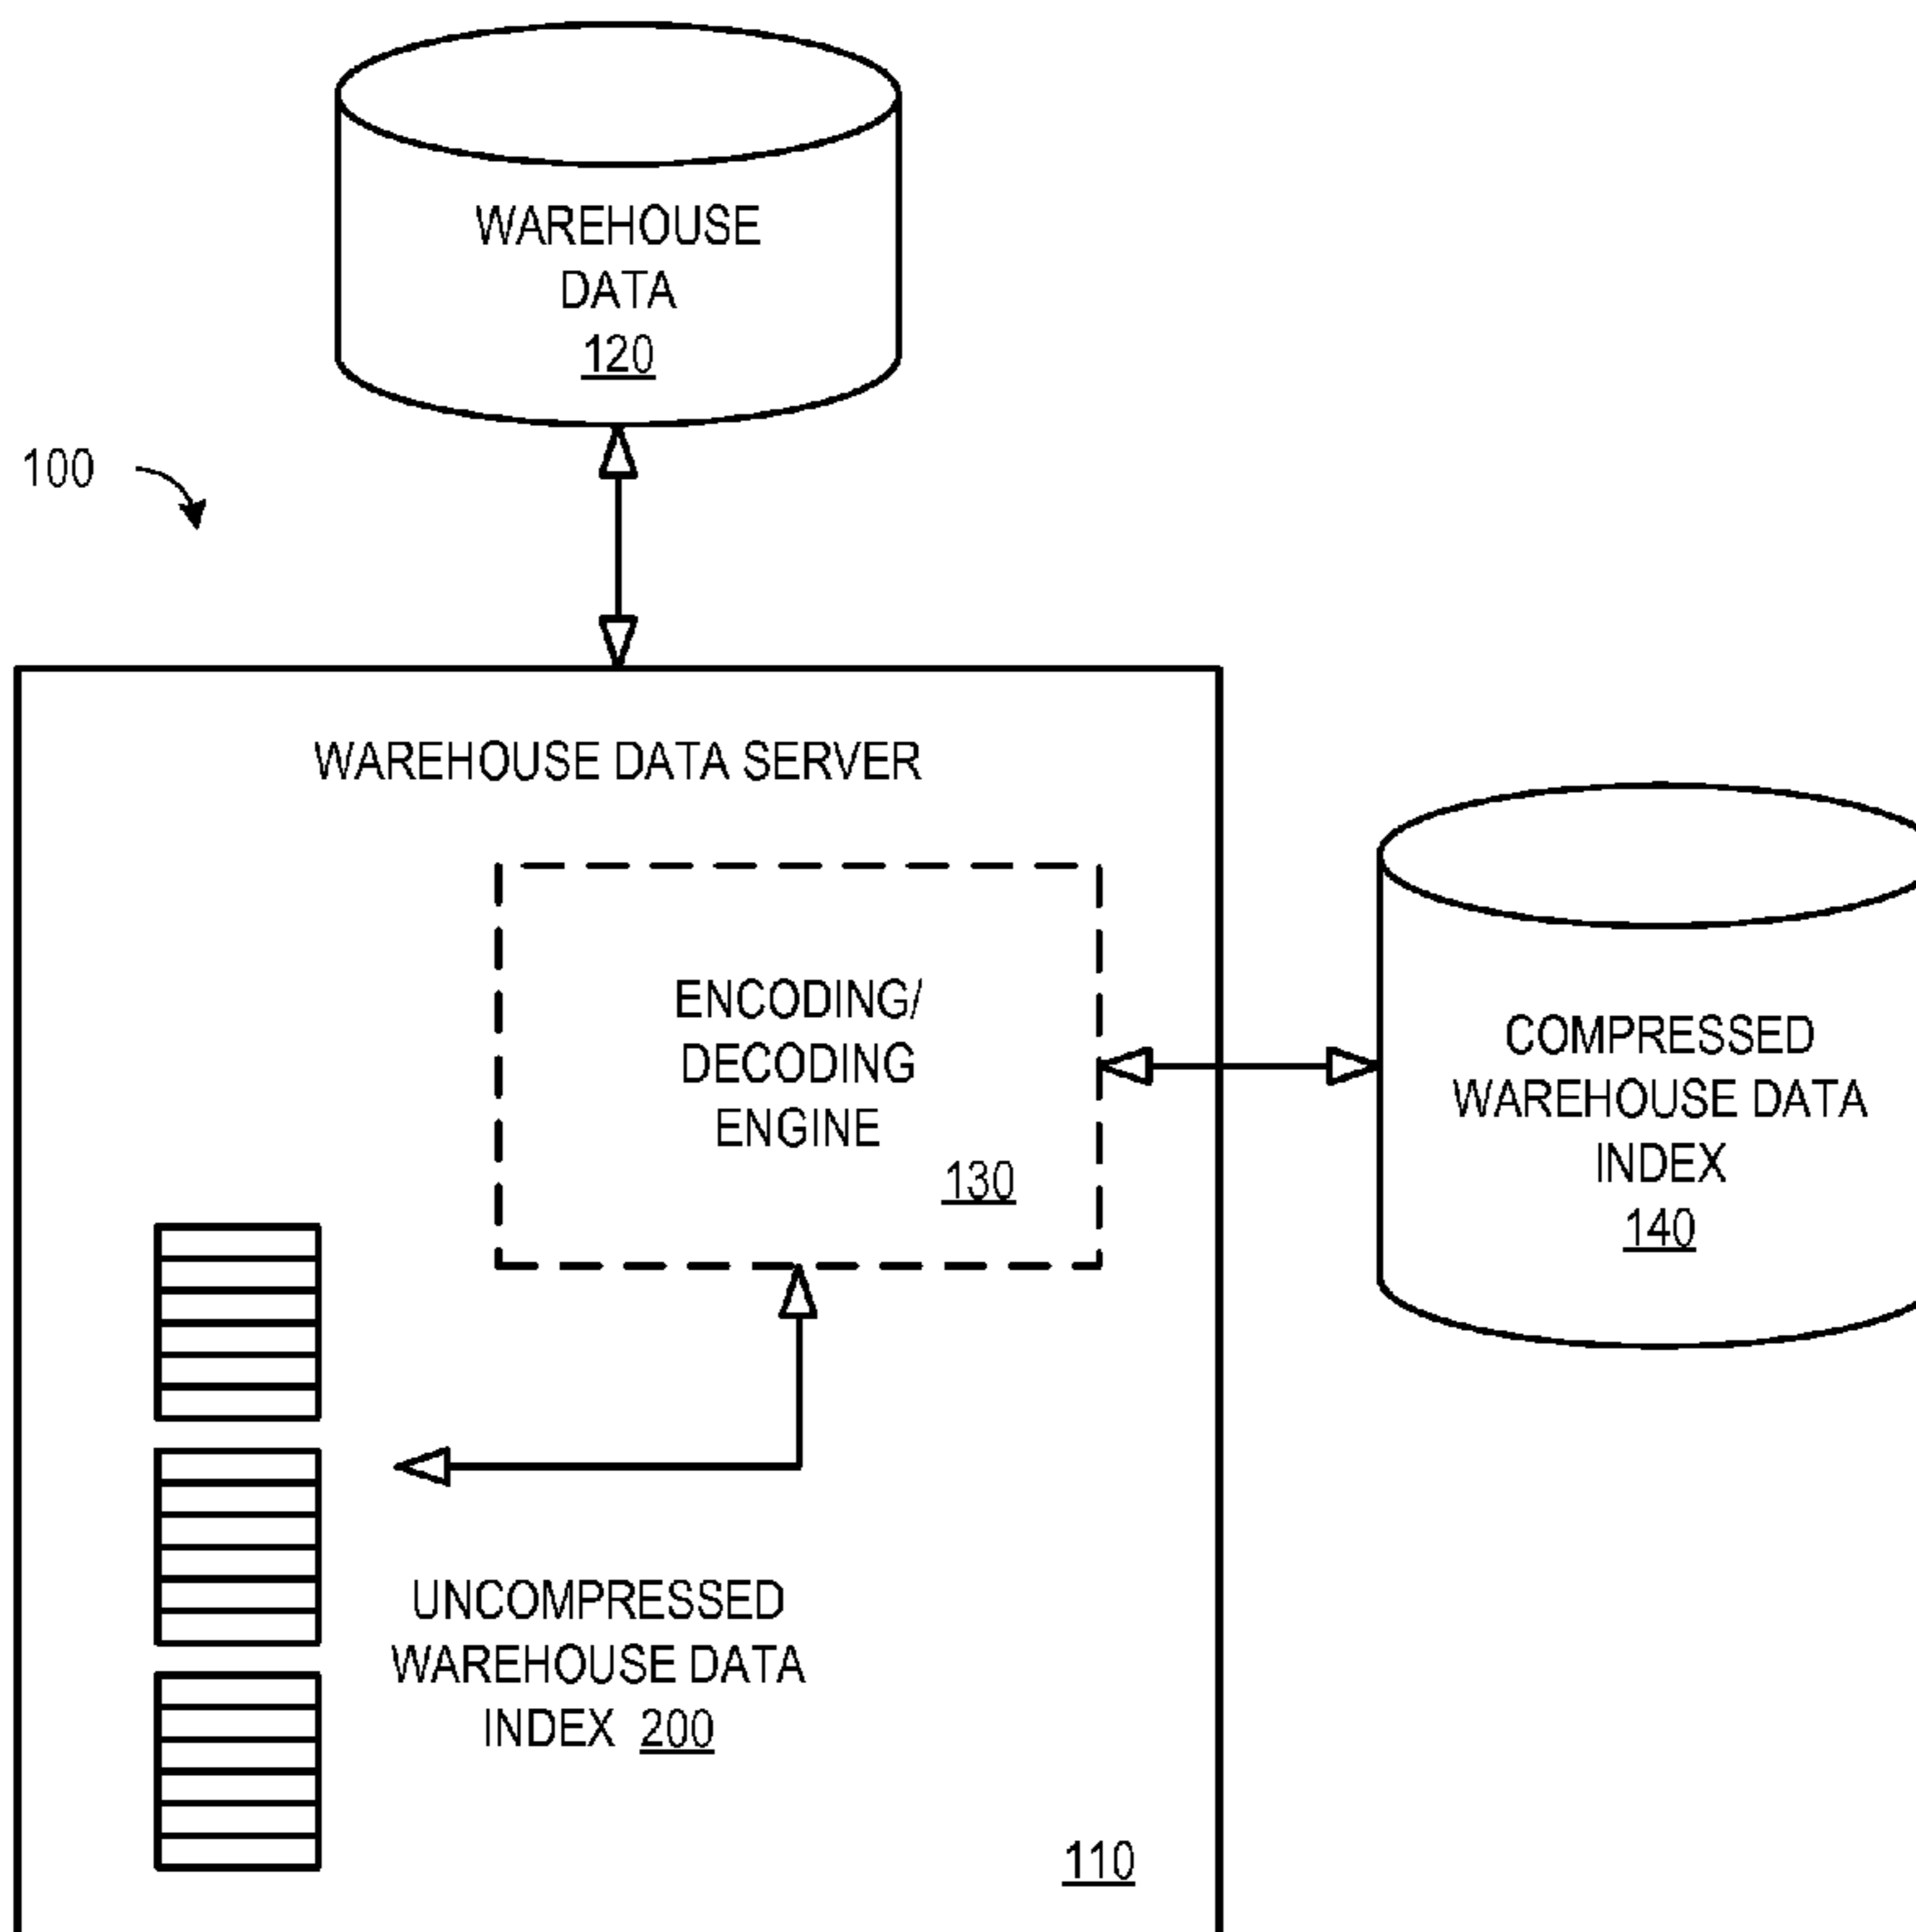 WAREHOUSE
DATA
120
100
WAREHOUSE DATA SERVER
ENCODING/
DECODING
ENGINE
130
COMPRESSED
WAREHOUSE DATA
INDEX
140
UNCOMPRESSED
WAREHOUSE DATA
INDEX 200
110